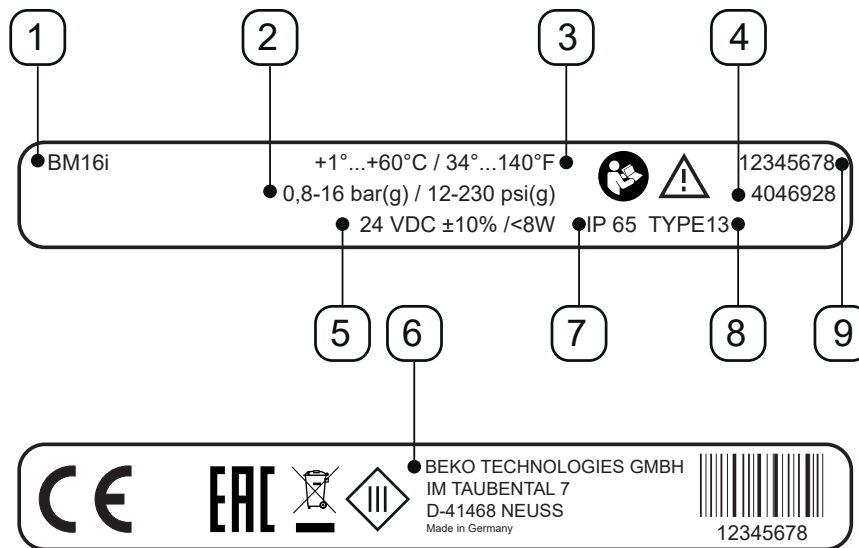 1 2 3 4
BM16i +1°...+60°C / 34°...140°F 12345678
0,8-16 bar(g) / 12-230 psi(g) 4046928
24 VDC ±10% /<8W IP 65 TYPE13
5 6 7 8 9
CE EAC III BEKO TECHNOLOGIES GMBH
IM TAUBENTAL 7
D-41468 NEUSS
Made in Germany
12345678